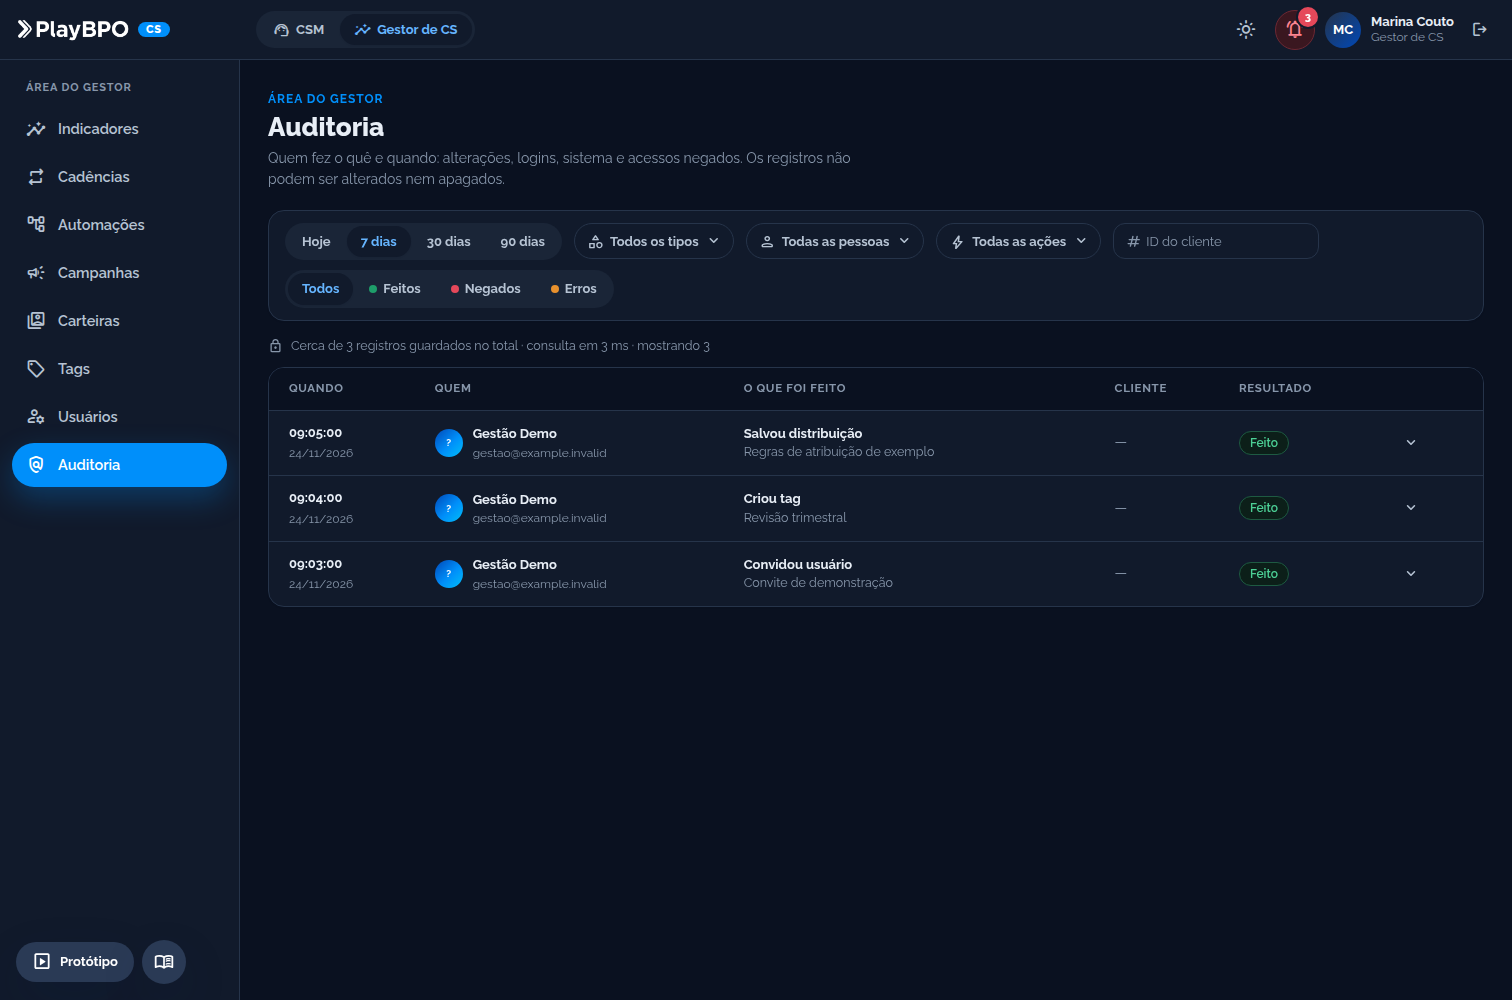 PlayBPO CS
CSM
Gestor de CS
3
MC
Marina Couto
Gestor de CS
ÁREA DO GESTOR
Indicadores
Cadências
Automações
Campanhas
Carteiras
Tags
Usuários
Auditoria
Protótipo
ÁREA DO GESTOR
Auditoria
Quem fez o quê e quando: alterações, logins, sistema e acessos negados. Os registros não
podem ser alterados nem apagados.
Hoje 7 dias 30 dias 90 dias Todos os tipos Todas as pessoas Todas as ações ID do cliente
Todos Feitos Negados Erros
Cerca de 3 registros guardados no total · consulta em 3 ms · mostrando 3
QUANDO QUEM O QUE FOI FEITO CLIENTE RESULTADO
09:05:00 ? Gestão Demo Salvou distribuição — Feito
24/11/2026 gestao@example.invalid Regras de atribuição de exemplo
09:04:00 ? Gestão Demo Criou tag — Feito
24/11/2026 gestao@example.invalid Revisão trimestral
09:03:00 ? Gestão Demo Convidou usuário — Feito
24/11/2026 gestao@example.invalid Convite de demonstração